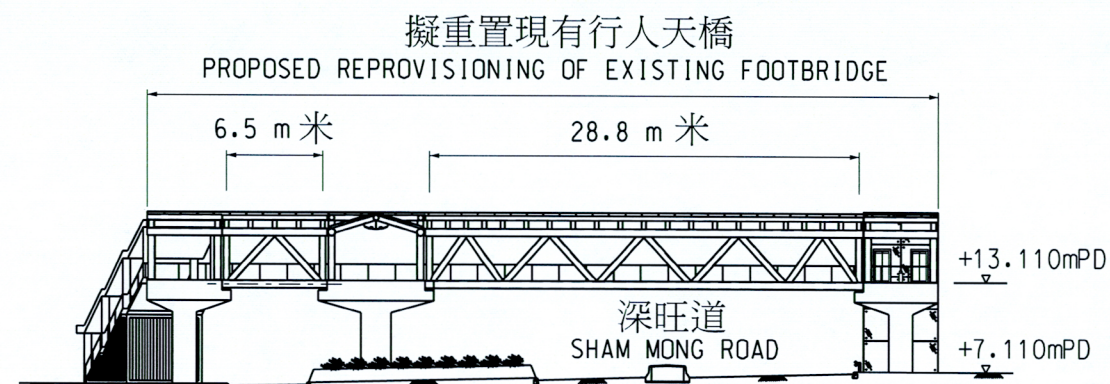 擬重置現有行人天橋
PROPOSED REPROVISIONING OF EXISTING FOOTBRIDGE
6.5 m 米
28.8 m 米
+13.110mPD
深旺道
SHAM MONG ROAD
+7.110mPD